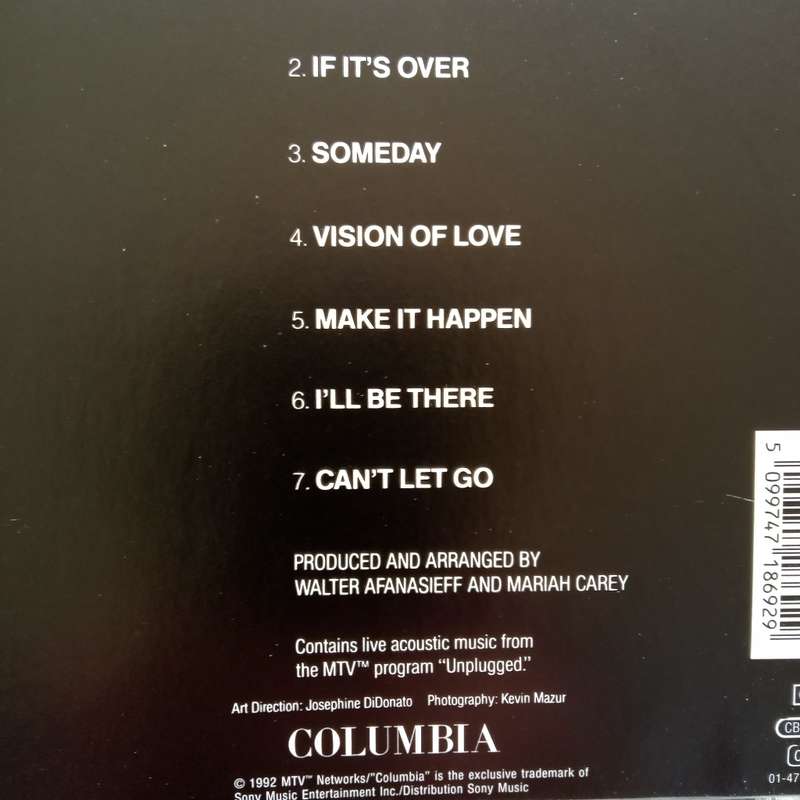 2. IF IT'S OVER
3. SOMEDAY
4. VISION OF LOVE
5. MAKE IT HAPPEN
6. I'LL BE THERE
7. CAN'T LET GO
PRODUCED AND ARRANGED BY
WALTER AFANASIEFF AND MARIAH CAREY
Contains live acoustic music from
the MTV™ program “Unplugged.”
Art Direction: Josephine DiDonato Photography: Kevin Mazur
COLUMBIA
© 1992 MTV™ Networks/"Columbia" is the exclusive trademark of
Sony Music Entertainment Inc./Distribution Sony Music
5 099747 186929
CB
01-47